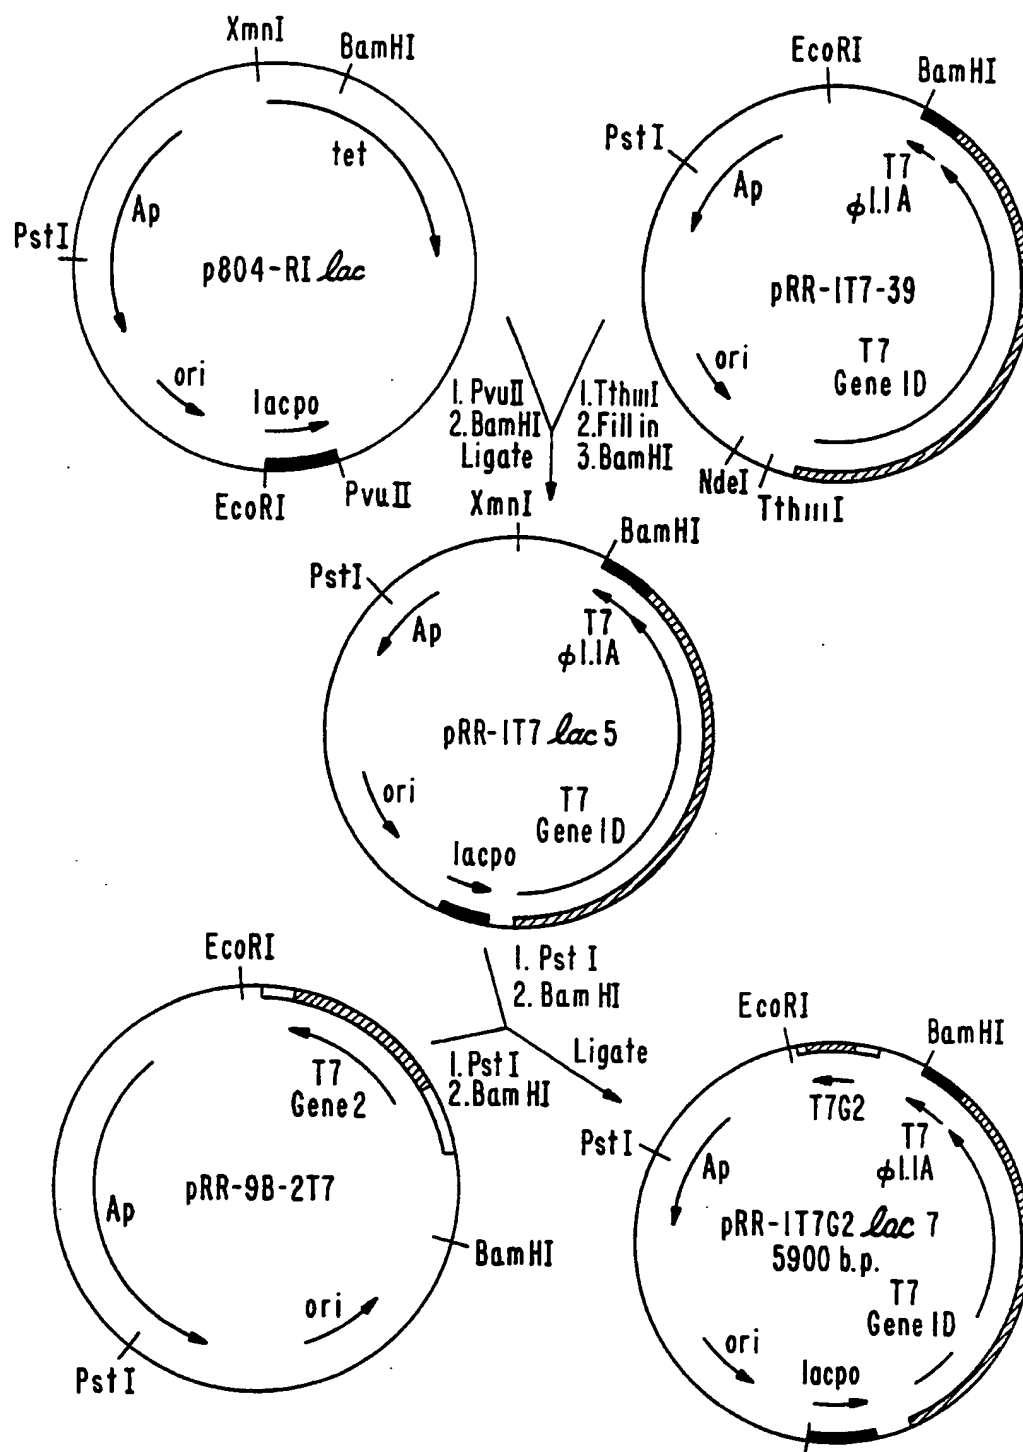 XmnI
BamHI
tet
Ap
PstI
p804-RI lac
ori
lacpo
EcoRI
PvuII
EcoRI
BamHI
PstI
Ap
T7
φ1.1A
pRR-1T7-39
ori
T7
Gene 1D
NdeI
Tth111I
1. PvuII
2. BamHI
Ligate
1. Tth111I
2. Fill in
3. BamHI
XmnI
BamHI
PstI
Ap
T7
φ1.1A
pRR-1T7 lac 5
ori
T7
Gene 1D
lacpo
1. Pst I
2. Bam HI
EcoRI
T7
Gene 2
Ap
pRR-9B-2T7
BamHI
ori
PstI
1. Pst I
2. Bam HI
Ligate
EcoRI
BamHI
T7G2
PstI
Ap
T7
φ1.1A
pRR-1T7G2 lac 7
5900 b.p.
T7
Gene 1D
ori
lacpo